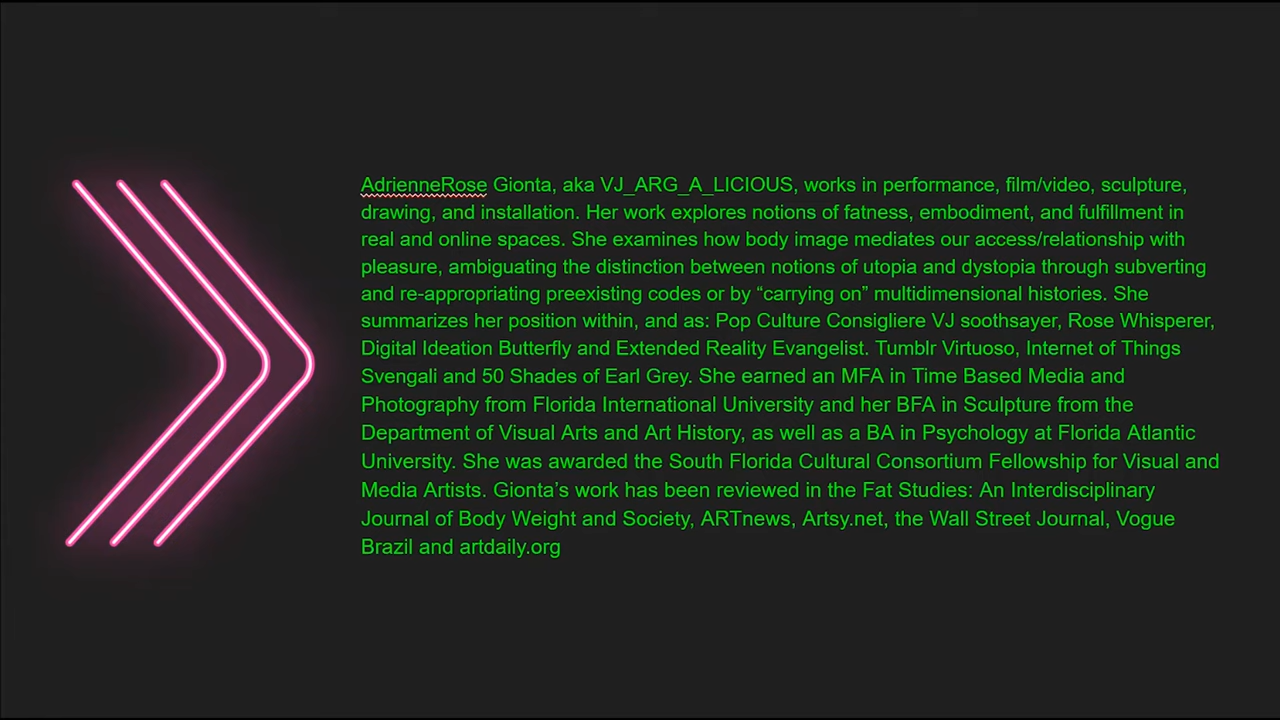 AdrienneRose Gionta, aka VJ_ARG_A_LICIOUS, works in performance, film/video, sculpture,
drawing, and installation. Her work explores notions of fatness, embodiment, and fulfillment in
real and online spaces. She examines how body image mediates our access/relationship with
pleasure, ambiguating the distinction between notions of utopia and dystopia through subverting
and re-appropriating preexisting codes or by “carrying on” multidimensional histories. She
summarizes her position within, and as: Pop Culture Consigliere VJ soothsayer, Rose Whisperer,
Digital Ideation Butterfly and Extended Reality Evangelist. Tumblr Virtuoso, Internet of Things
Svengali and 50 Shades of Earl Grey. She earned an MFA in Time Based Media and
Photography from Florida International University and her BFA in Sculpture from the
Department of Visual Arts and Art History, as well as a BA in Psychology at Florida Atlantic
University. She was awarded the South Florida Cultural Consortium Fellowship for Visual and
Media Artists. Gionta’s work has been reviewed in the Fat Studies: An Interdisciplinary
Journal of Body Weight and Society, ARTnews, Artsy.net, the Wall Street Journal, Vogue
Brazil and artdaily.org